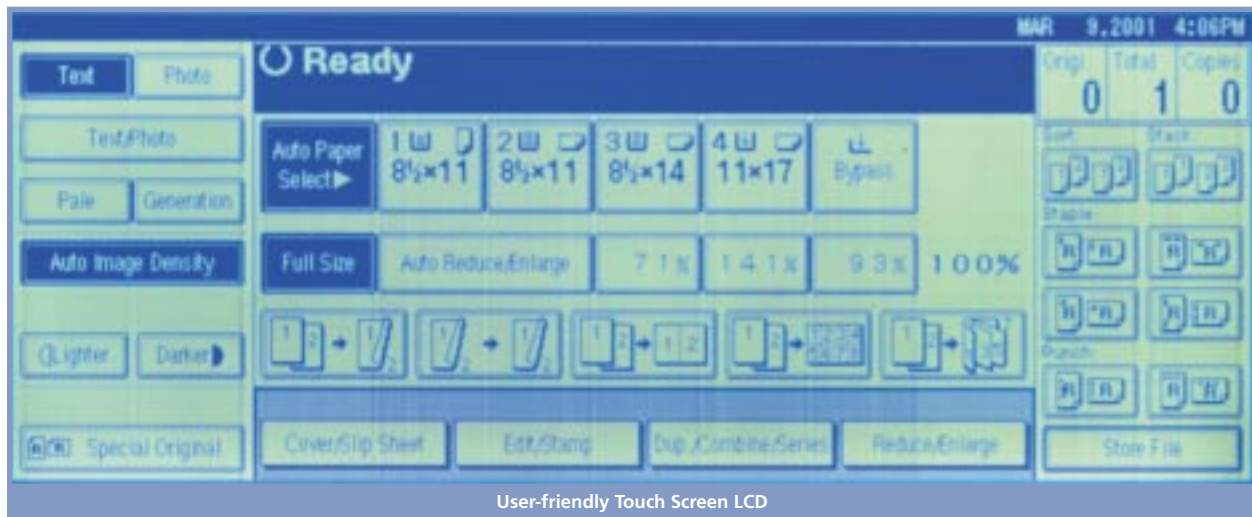 MAR 9.2001 4:06PM
Text Photo
Text/Photo
Pale Generation
Auto Image Density
Lighter Darker
Special Original
Ready
Auto Paper Select▶
1 8½×11
2 8½×11
3 8½×14
4 11×17
Bypass
Full Size Auto Reduce/Enlarge 71% 141% 93% 100%
Cover/Slip Sheet Edit/Stamp Dup./Combine/Series Reduce/Enlarge
Origi. Total Copies
0 1 0
Sort: Stack:
Staple:
Punch:
Store File
User-friendly Touch Screen LCD